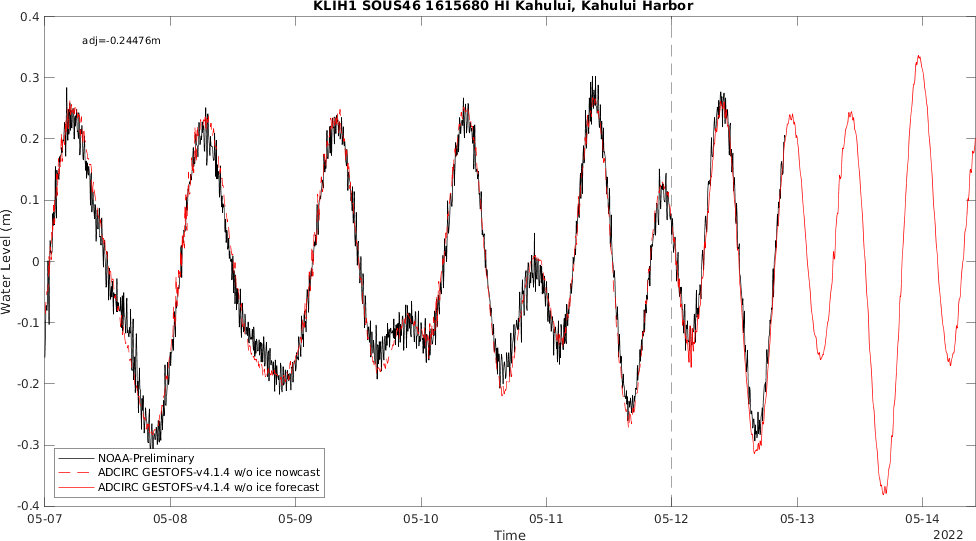 KLIH1 SOUS46 1615680 HI Kahului, Kahului Harbor
0.4
adj=-0.24476m
0.3
0.2
0.1
0
-0.1
-0.2
-0.3
-0.4
Water Level (m)
NOAA-Preliminary
ADCIRC GESTOFS-v4.1.4 w/o ice nowcast
ADCIRC GESTOFS-v4.1.4 w/o ice forecast
05-07 05-08 05-09 05-10 05-11 05-12 05-13 05-14
Time
2022